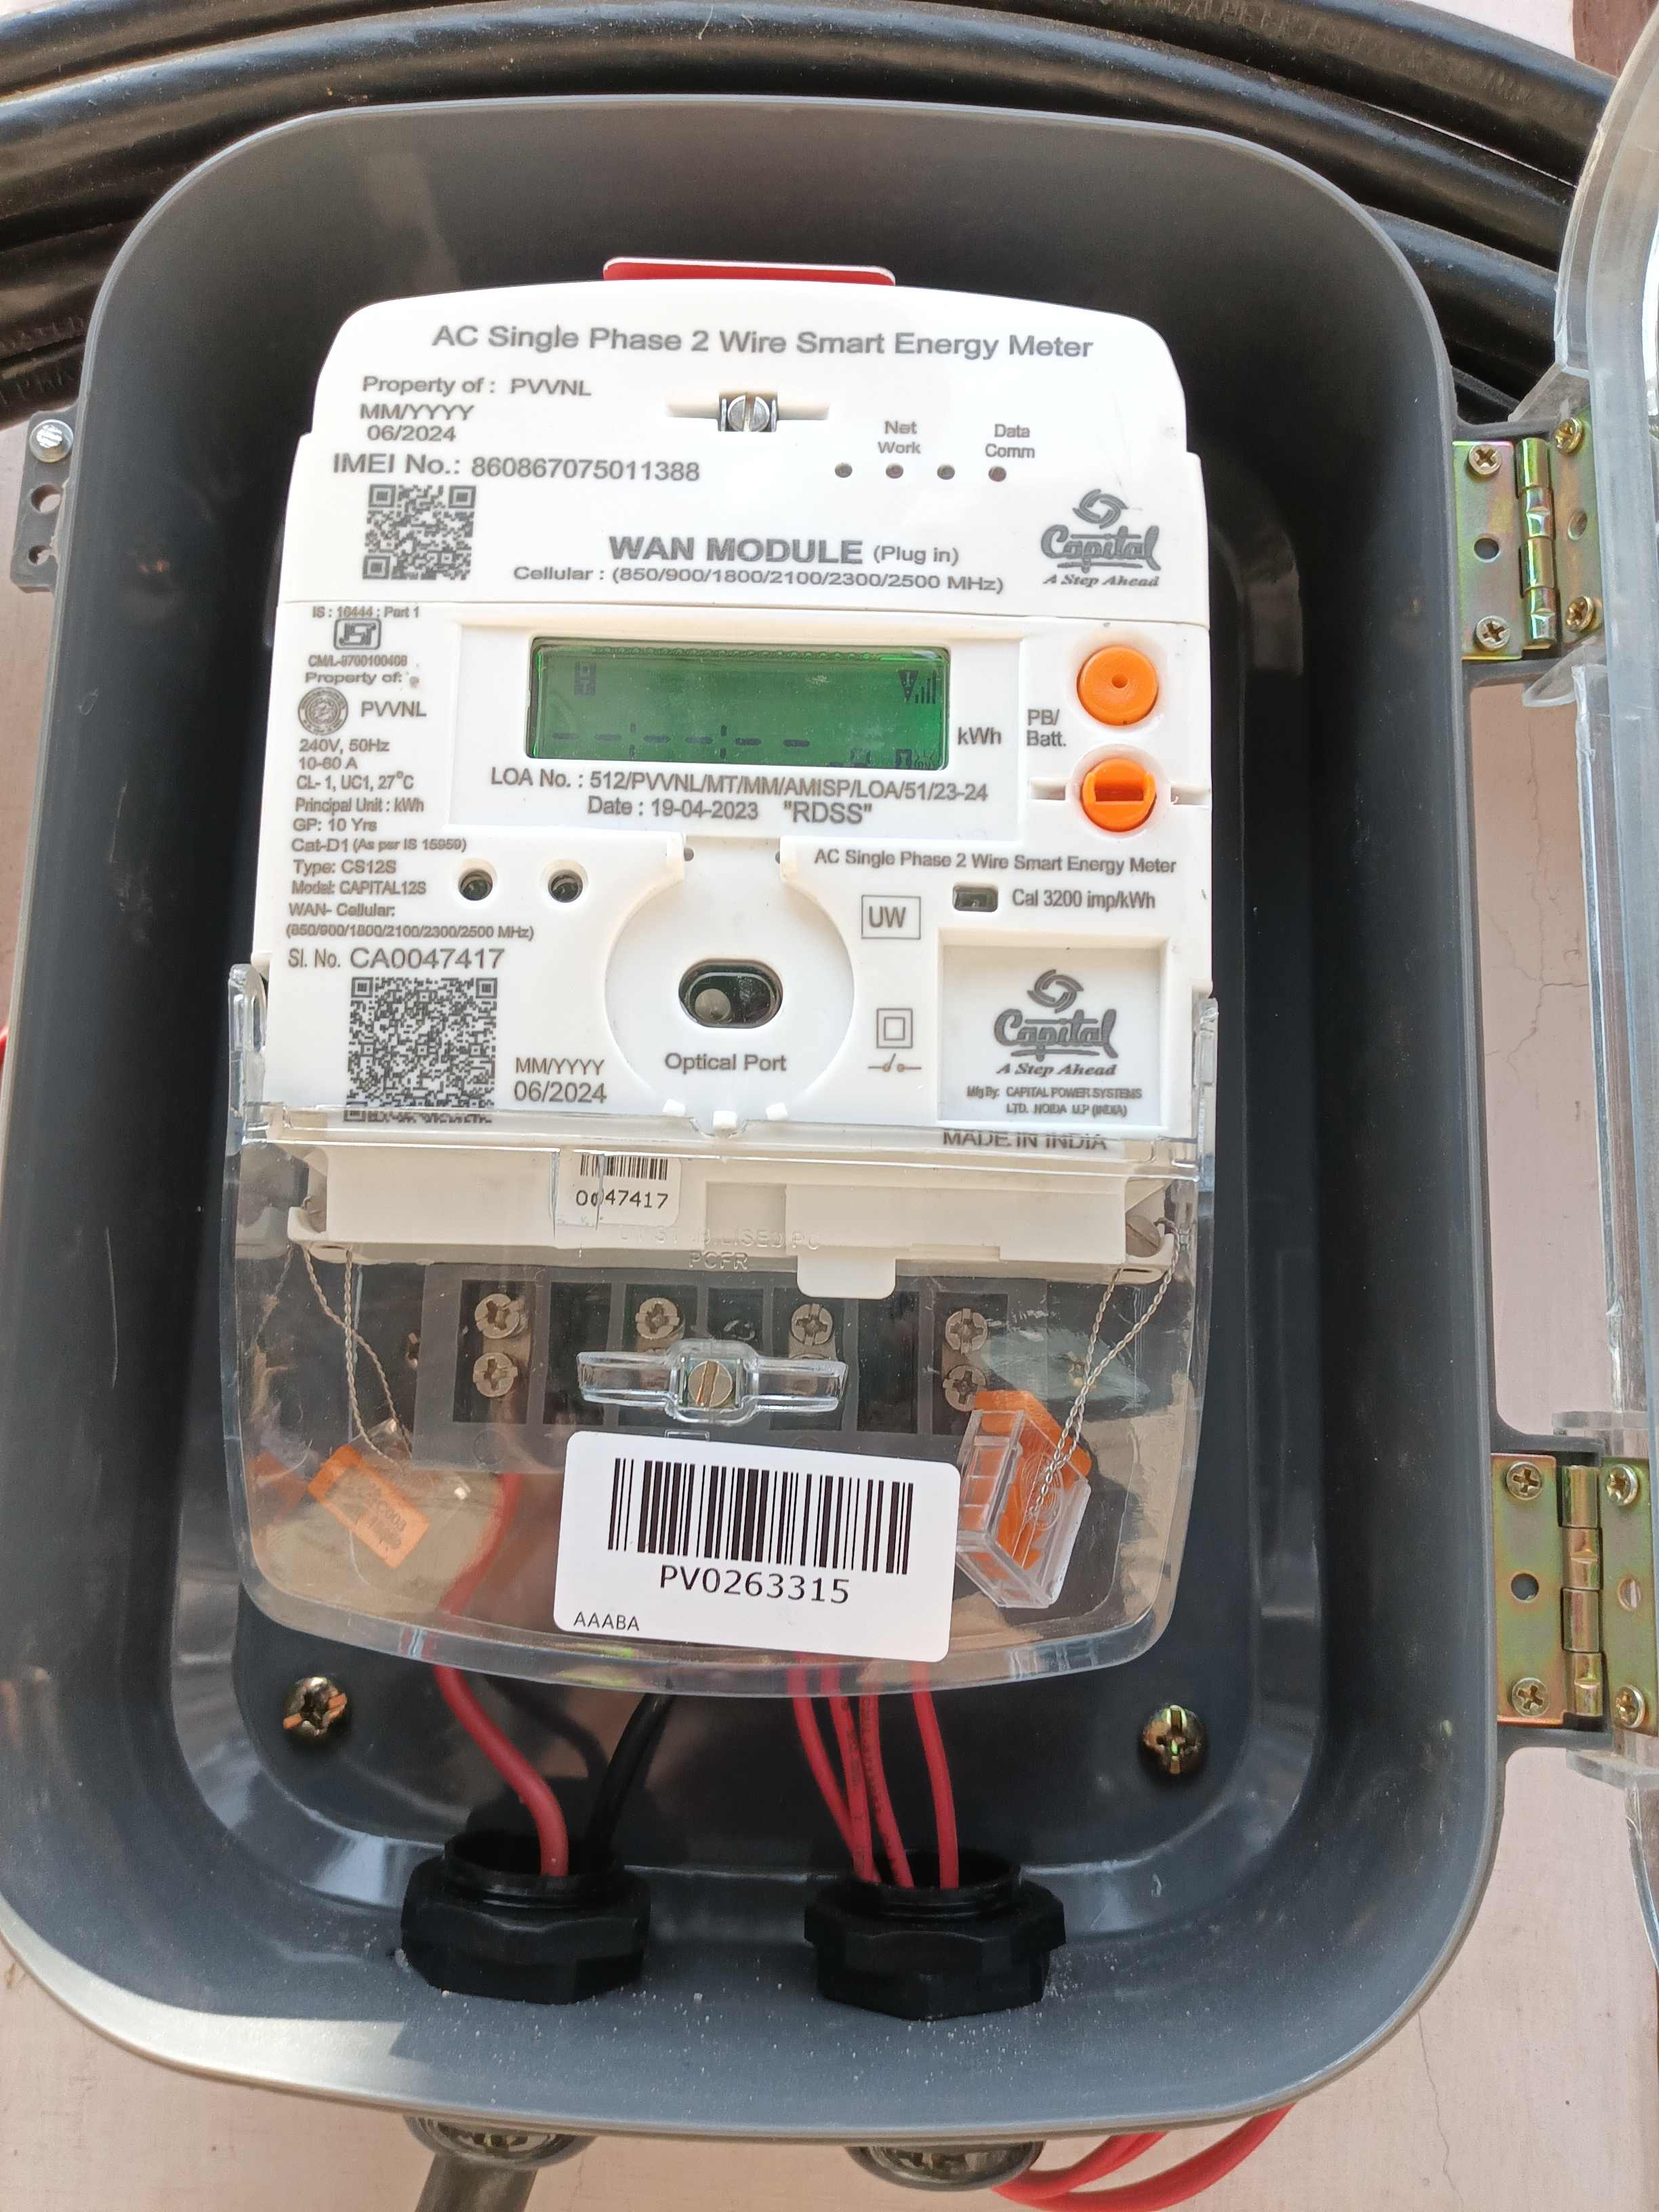 AC Single Phase 2 Wire Smart Energy Meter
Property of : PVVNL
MM/YYYY
06/2024
IMEI No.: 860867075011388
Net Work
Data Comm
WAN MODULE (Plug in)
Cellular : (850/900/1800/2100/2300/2500 MHz)
Capital
A Step Ahead
IS : 16444 : Part 1
CM/L-8700100408
Property of:
PVVNL
240V, 50Hz
10-60 A
CL- 1, UC1, 27°C
Principal Unit : kWh
GP: 10 Yrs
Cat-D1 (As per IS 15959)
Type: CS12S
Model: CAPITAL12S
WAN- Cellular:
(850/900/1800/2100/2300/2500 MHz)
Sl. No. CA0047417
kWh
PB/
Batt.
LOA No. : 512/PVVNL/MT/MM/AMISP/LOA/51/23-24
Date : 19-04-2023 "RDSS"
AC Single Phase 2 Wire Smart Energy Meter
UW
Cal 3200 imp/kWh
Optical Port
MM/YYYY
06/2024
Capital
A Step Ahead
Mfg By: CAPITAL POWER SYSTEMS
LTD. NOIDA U.P (INDIA)
MADE IN INDIA
0047417
PCFR
PV0263315
AAABA